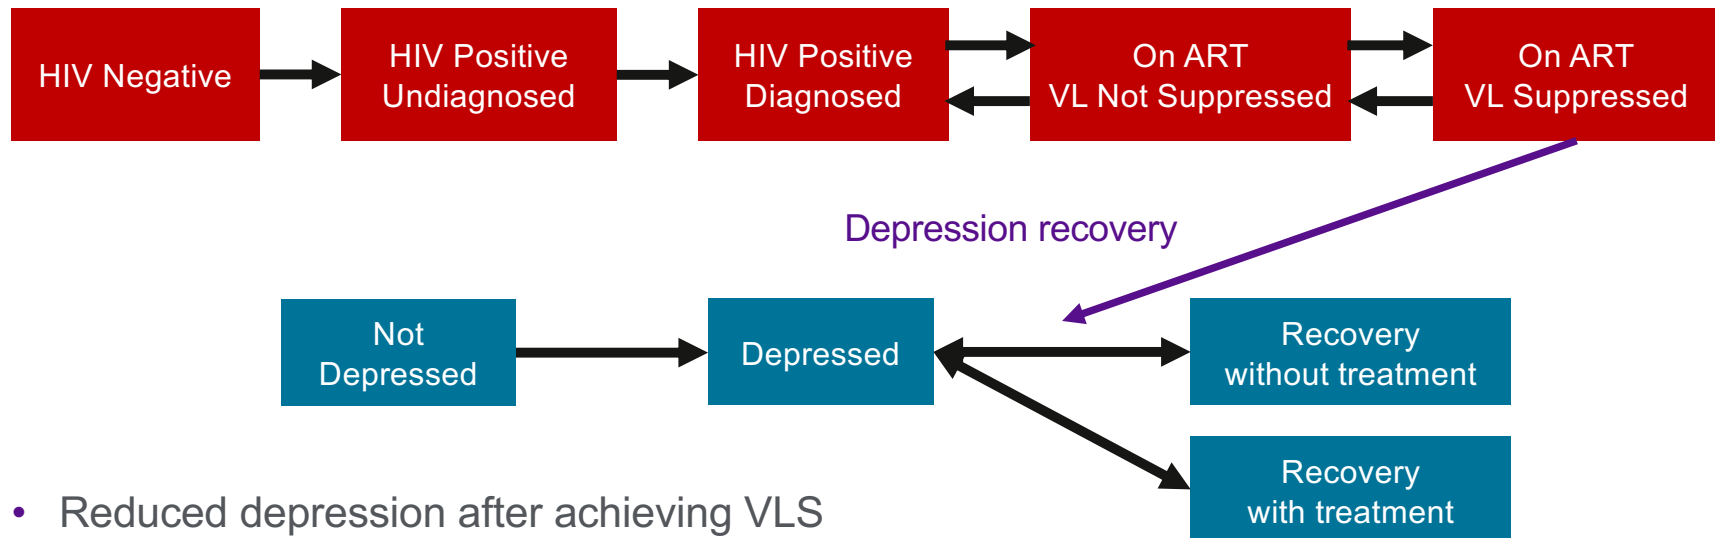 HIV Negative
HIV Positive
Undiagnosed
HIV Positive
Diagnosed
On ART
VL Not Suppressed
On ART
VL Suppressed
Depression recovery
Not
Depressed
Depressed
Recovery
without treatment
Recovery
with treatment
• Reduced depression after achieving VLS